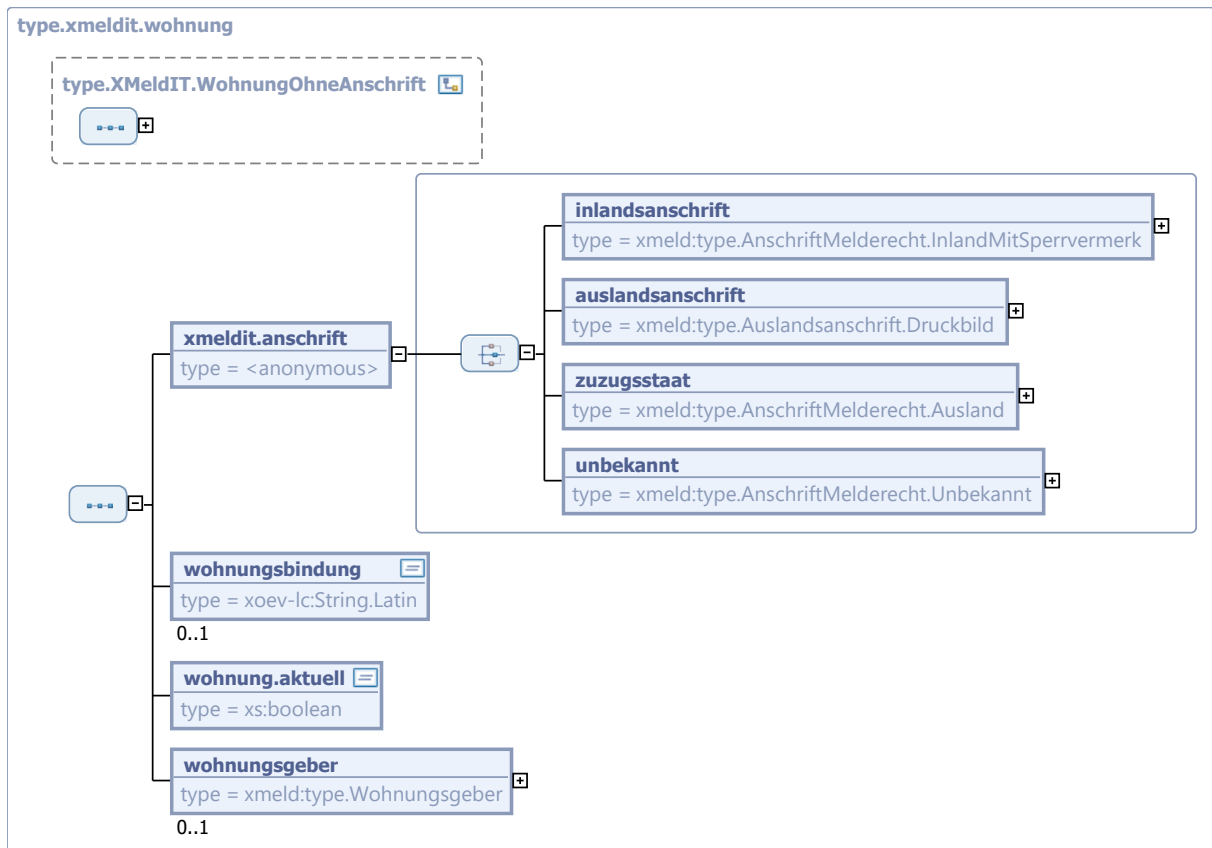 type.xmeldit.wohnung
type.XMeldIT.WohnungOhneAnschrift
inlandsanschrift
type = xmeld:type.AnschriftMelderecht.InlandMitSperrvermerk
auslandsanschrift
type = xmeld:type.Auslandsanschrift.Druckbild
xmeldit.anschrift
type = <anonymous>
zuzugsstaat
type = xmeld:type.AnschriftMelderecht.Ausland
unbekannt
type = xmeld:type.AnschriftMelderecht.Unbekannt
wohnungsbindung
type = xoev-lc:String.Latin
0..1
wohnung.aktuell
type = xs:boolean
wohnungsgeber
type = xmeld:type.Wohnungsgeber
0..1